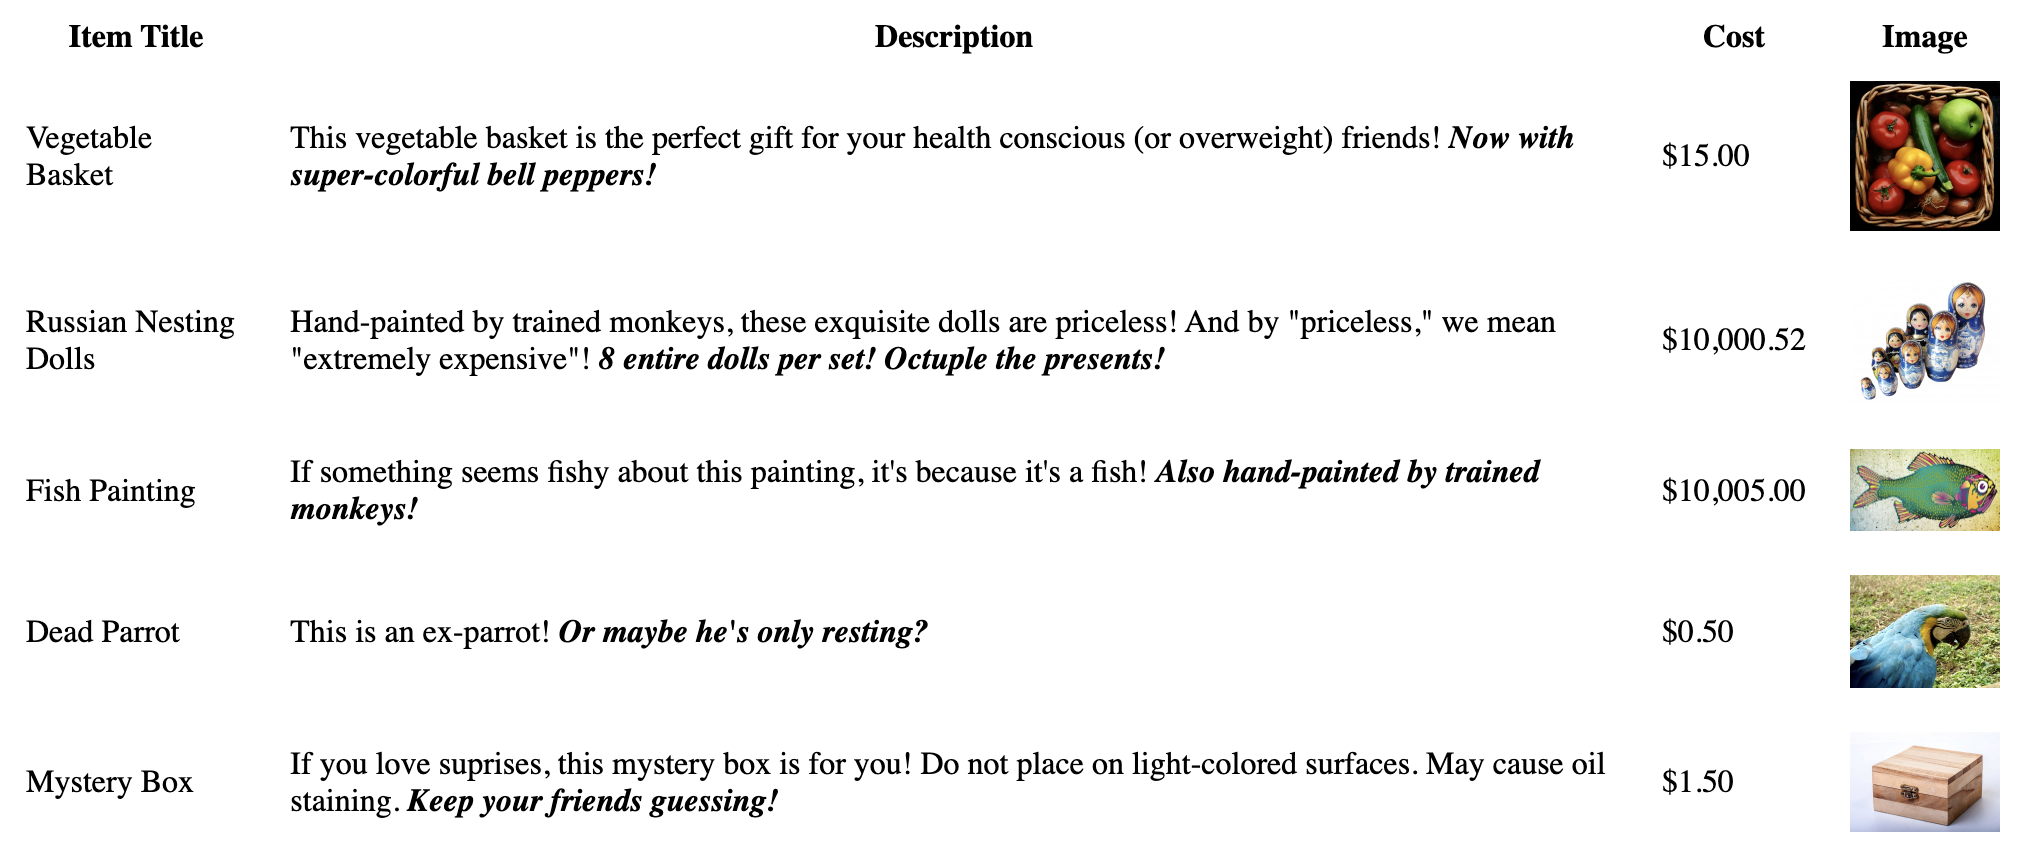 Item Title Description Cost Image
Vegetable
Basket
This vegetable basket is the perfect gift for your health conscious (or overweight) friends! Now with
super-colorful bell peppers!
$15.00
Russian Nesting
Dolls
Hand-painted by trained monkeys, these exquisite dolls are priceless! And by "priceless," we mean
"extremely expensive"! 8 entire dolls per set! Octuple the presents!
$10,000.52
Fish Painting
If something seems fishy about this painting, it's because it's a fish! Also hand-painted by trained
monkeys!
$10,005.00
Dead Parrot
This is an ex-parrot! Or maybe he's only resting?
$0.50
Mystery Box
If you love suprises, this mystery box is for you! Do not place on light-colored surfaces. May cause oil
staining. Keep your friends guessing!
$1.50